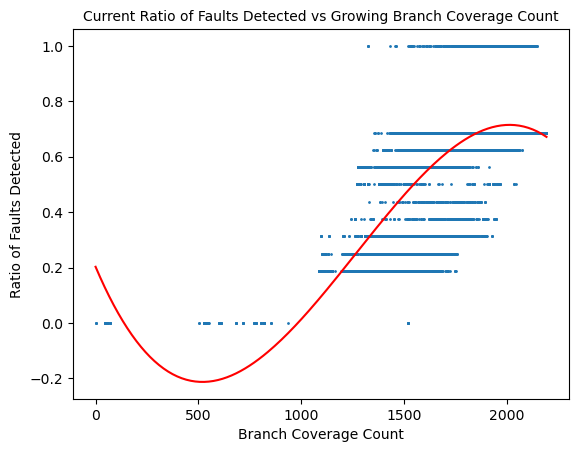 Current Ratio of Faults Detected vs Growing Branch Coverage Count
1.0
0.8
0.6
0.4
0.2
0.0
−0.2
Ratio of Faults Detected
0 500 1000 1500 2000
Branch Coverage Count